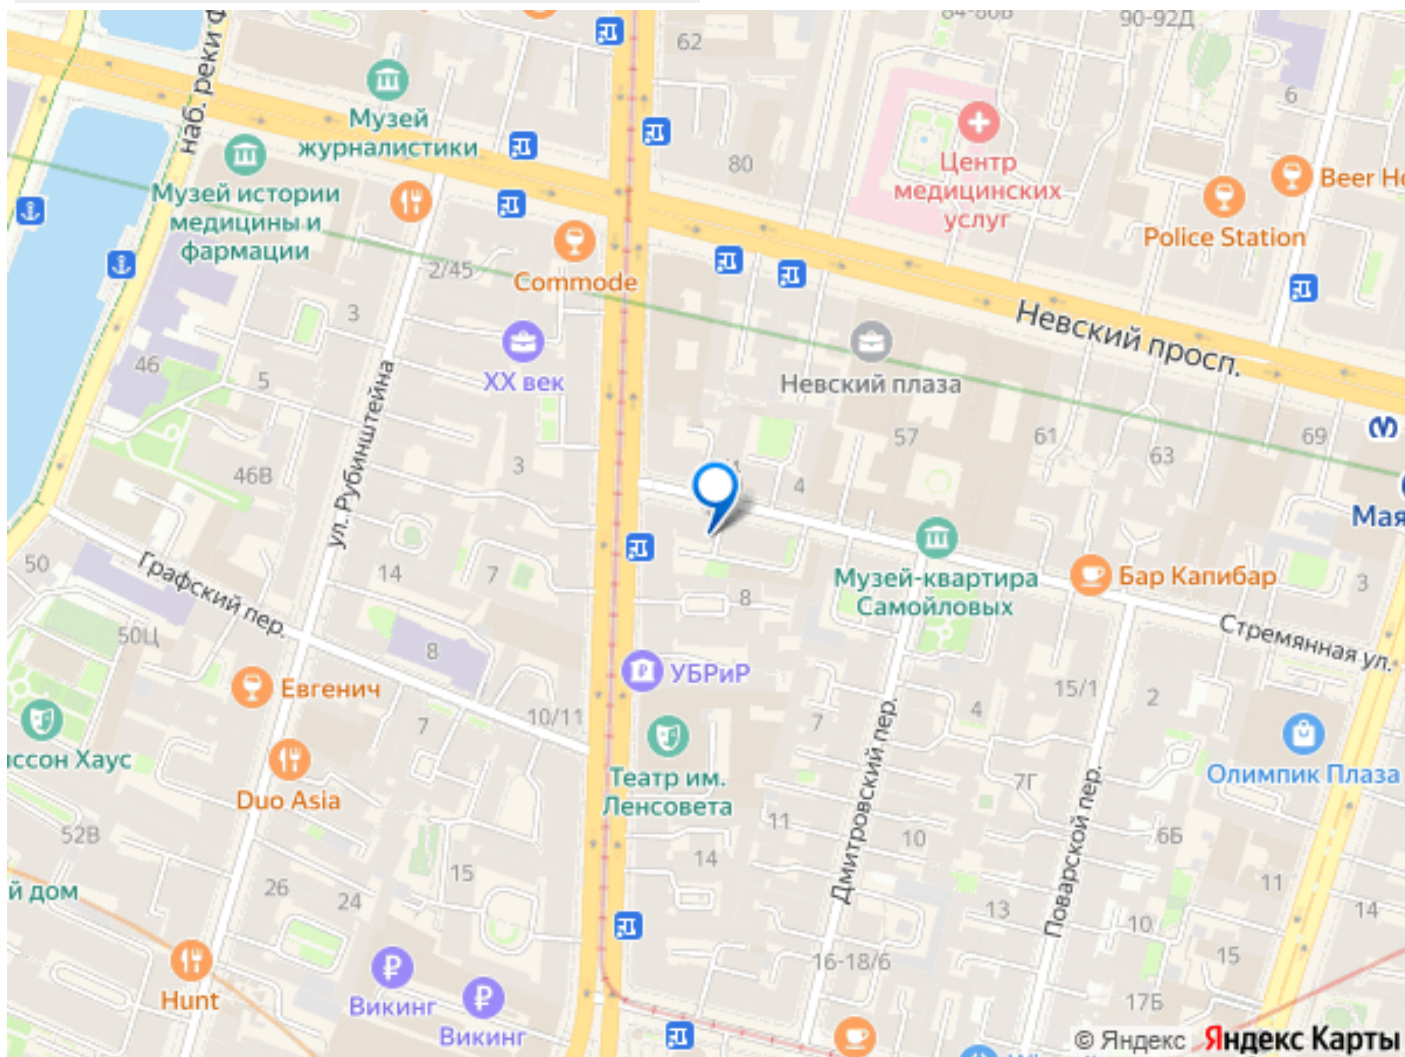 84-86В
90-92Д
62
наб. реки Ф
6
Музей
журналистики
80
Центр
медицинских
услуг
Beer Ho
Музей истории
медицины и
фармации
Police Station
2/45
Commode
3
Невский просп.
46
5
XX век
Невский плаза
ул. Рубинштейна
57
61
69
63
46В
3
4
Мая
50
Графский пер.
14
7
8
Музей-квартира
Самойловых
Бар Капибар
3
50Ц
8
Стремянная ул.
Евгенич
УБРиР
15/1
2
7
10/11
7
4
ссон Хаус
Duo Asia
Театр им.
Ленсовета
Дмитровский пер.
7Г
Поварской пер.
Олимпик Плаза
52В
11
10
6Б
14
15
26
24
й дом
13
10
11
14
15
16-18/6
17Б
Hunt
Викинг
Викинг
© Яндекс Яндекс Карты